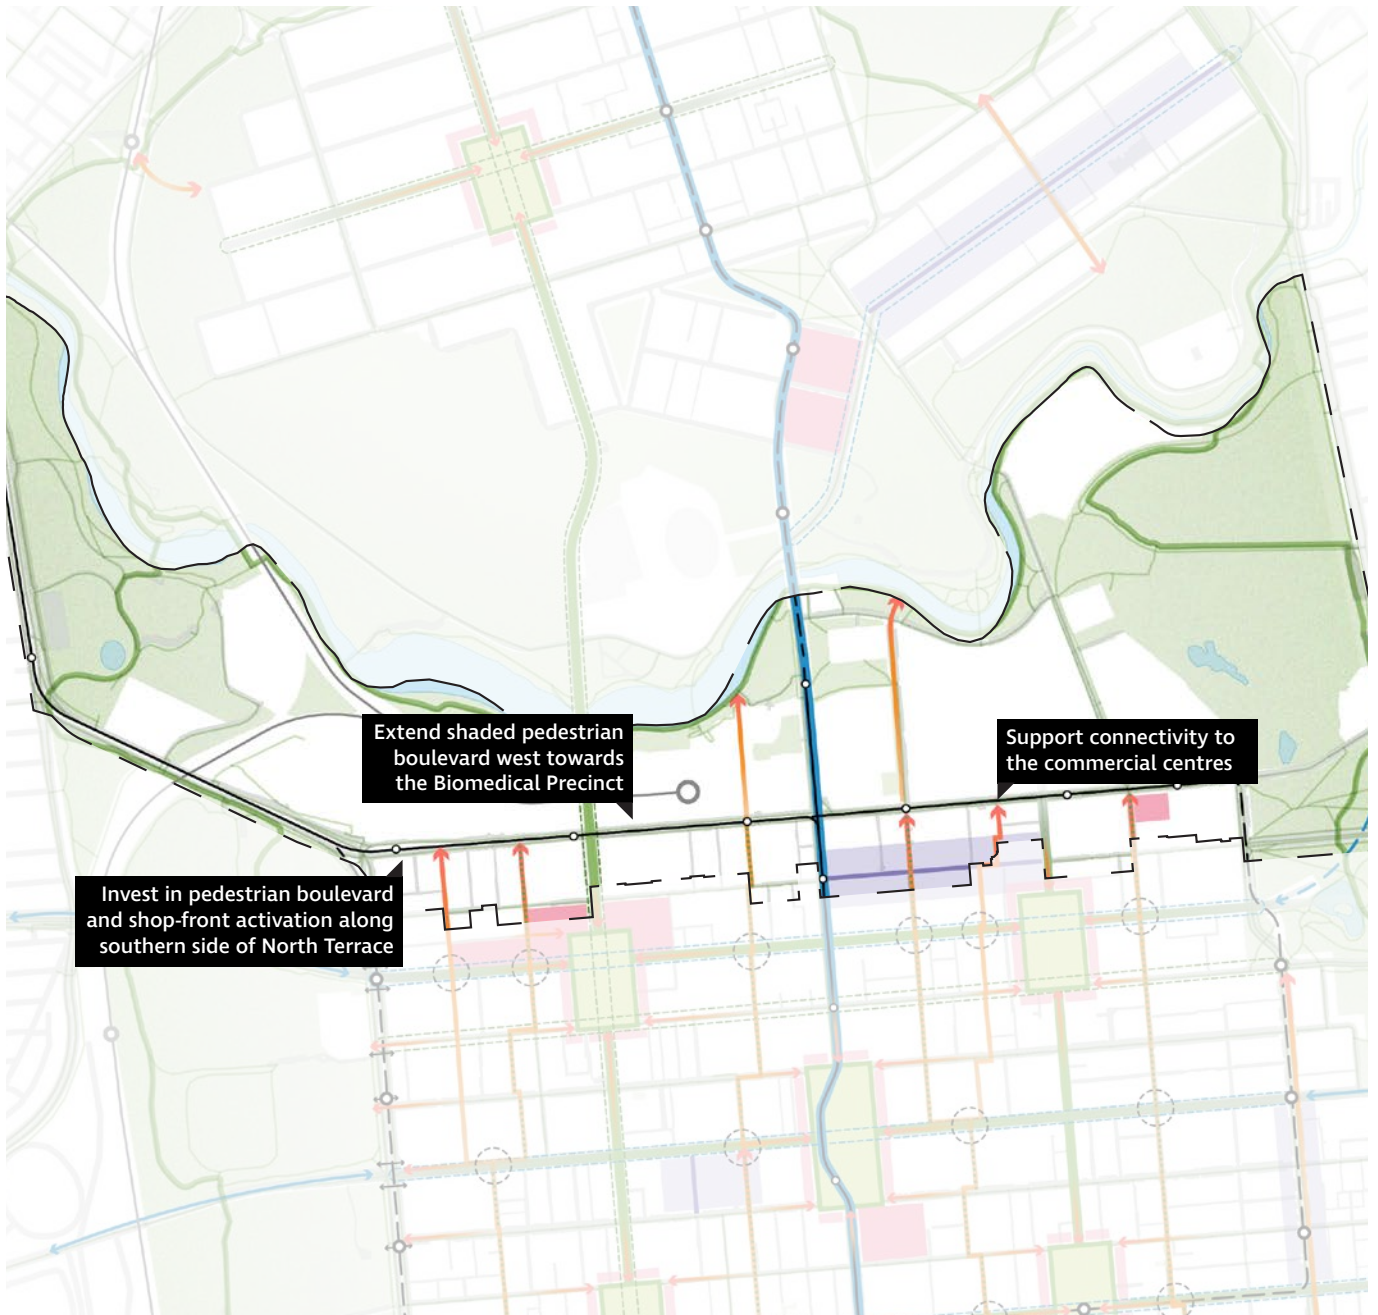 Extend shaded pedestrian
boulevard west towards
the Biomedical Precinct
Support connectivity to
the commercial centres
Invest in pedestrian boulevard
and shop-front activation along
southern side of North Terrace